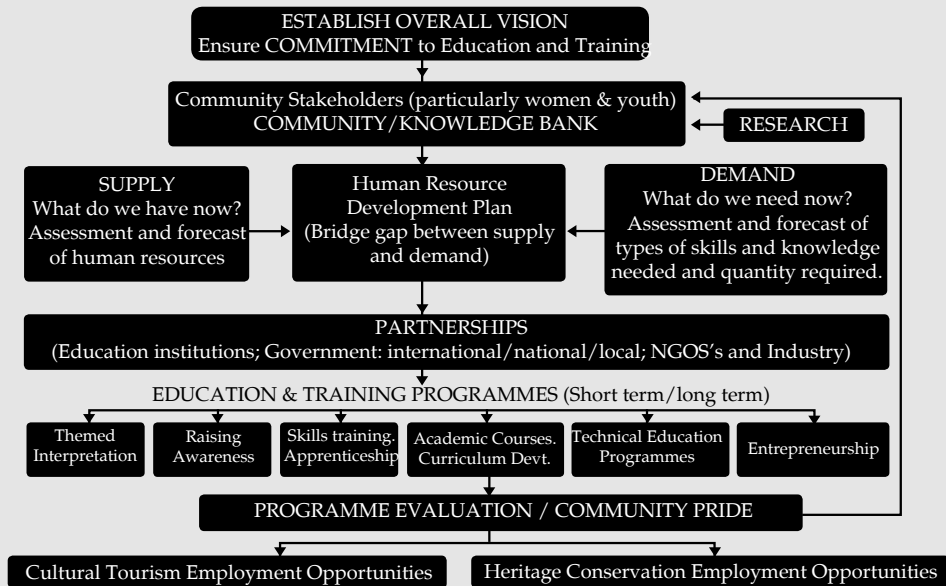 ESTABLISH OVERALL VISION
Ensure COMMITMENT to Education and Training
Community Stakeholders (particularly women & youth)
COMMUNITY/KNOWLEDGE BANK
RESEARCH
SUPPLY
What do we have now?
Assessment and forecast
of human resources
Human Resource
Development Plan
(Bridge gap between supply
and demand)
DEMAND
What do we need now?
Assessment and forecast of
types of skills and knowledge
needed and quantity required.
PARTNERSHIPS
(Education institutions; Government: international/national/local; NGOS's and Industry)
EDUCATION & TRAINING PROGRAMMES (Short term/long term)
Themed
Interpretation
Raising
Awareness
Skills training.
Apprenticeship
Academic Courses.
Curriculum Devt.
Technical Education
Programmes
Entrepreneurship
PROGRAMME EVALUATION / COMMUNITY PRIDE
Cultural Tourism Employment Opportunities
Heritage Conservation Employment Opportunities